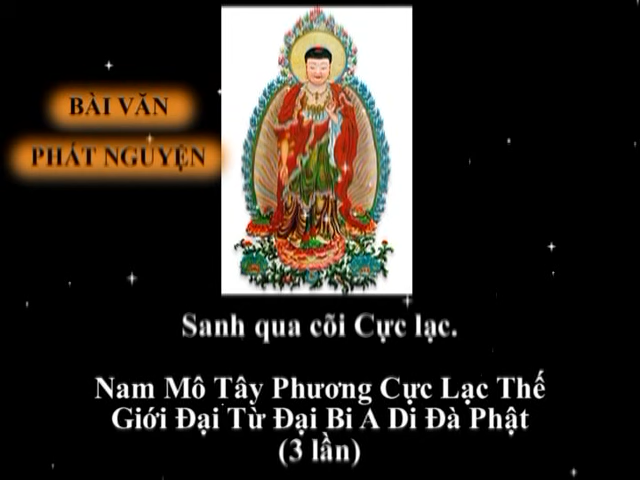 BÀI VĂN
PHÁT NGUYỆN
Sanh qua cõi Cực lạc.
Nam Mô Tây Phương Cực Lạc Thế
Giới Đại Từ Đại Bi A Di Đà Phật
(3 lần)